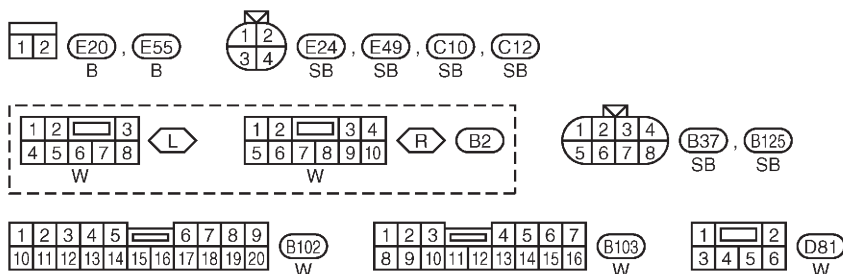 1 2 E20 , E55 1 2 E24 , E49 , C10 , C12
B B 3 4 SB SB SB SB
1 2 3 L 1 2 3 4 R B2 1 2 3 4 B37 , B125
4 5 6 7 8 5 6 7 8 9 10 5 6 7 8 SB SB
W W
1 2 3 4 5 6 7 8 9 B102 1 2 3 4 5 6 7 B103 1 2 D81
10 11 12 13 14 15 16 17 18 19 20 W 8 9 10 11 12 13 14 15 16 W 3 4 5 6 W